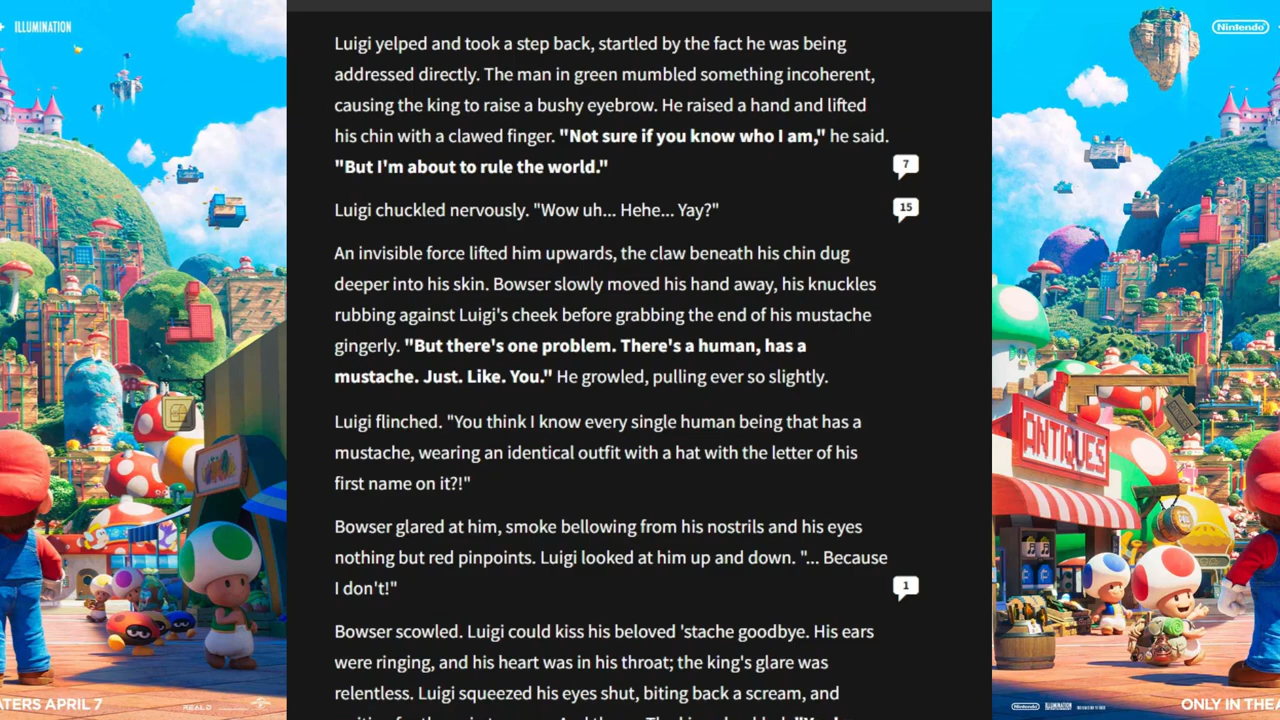 ILLUMINATION
Nintendo
Luigi yelped and took a step back, startled by the fact he was being
addressed directly. The man in green mumbled something incoherent,
causing the king to raise a bushy eyebrow. He raised a hand and lifted
his chin with a clawed finger. "Not sure if you know who I am," he said.
"But I'm about to rule the world."
7
Luigi chuckled nervously. "Wow uh... Hehe... Yay?"
15
An invisible force lifted him upwards, the claw beneath his chin dug
deeper into his skin. Bowser slowly moved his hand away, his knuckles
rubbing against Luigi's cheek before grabbing the end of his mustache
gingerly. "But there's one problem. There's a human, has a
mustache. Just. Like. You." He growled, pulling ever so slightly.
Luigi flinched. "You think I know every single human being that has a
mustache, wearing an identical outfit with a hat with the letter of his
first name on it?!"
ANTIQUES
Bowser glared at him, smoke bellowing from his nostrils and his eyes
nothing but red pinpoints. Luigi looked at him up and down. "... Because
I don't!"
1
Bowser scowled. Luigi could kiss his beloved 'stache goodbye. His ears
were ringing, and his heart was in his throat; the king's glare was
relentless. Luigi squeezed his eyes shut, biting back a scream, and
ATERS APRIL 7
REAL D
Nintendo
ILLUMINATION
ONLY IN THEA